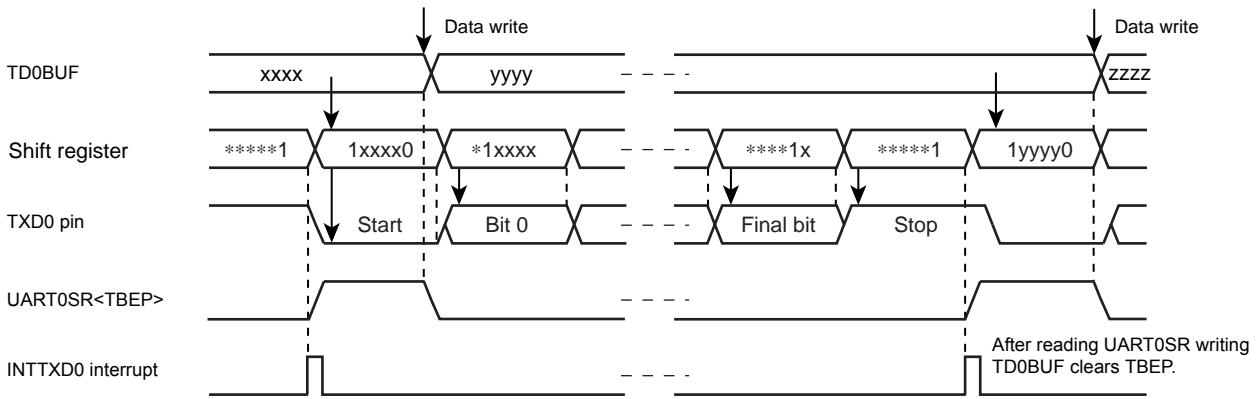 Data write
Data write
TD0BUF
xxxx
yyyy
zzzz
Shift register
*****1
1xxxx0
*1xxxx
****1x
*****1
1yyyy0
TXD0 pin
Start
Bit 0
Final bit
Stop
UART0SR<TBEP>
INTTXD0 interrupt
After reading UART0SR writing
TD0BUF clears TBEP.